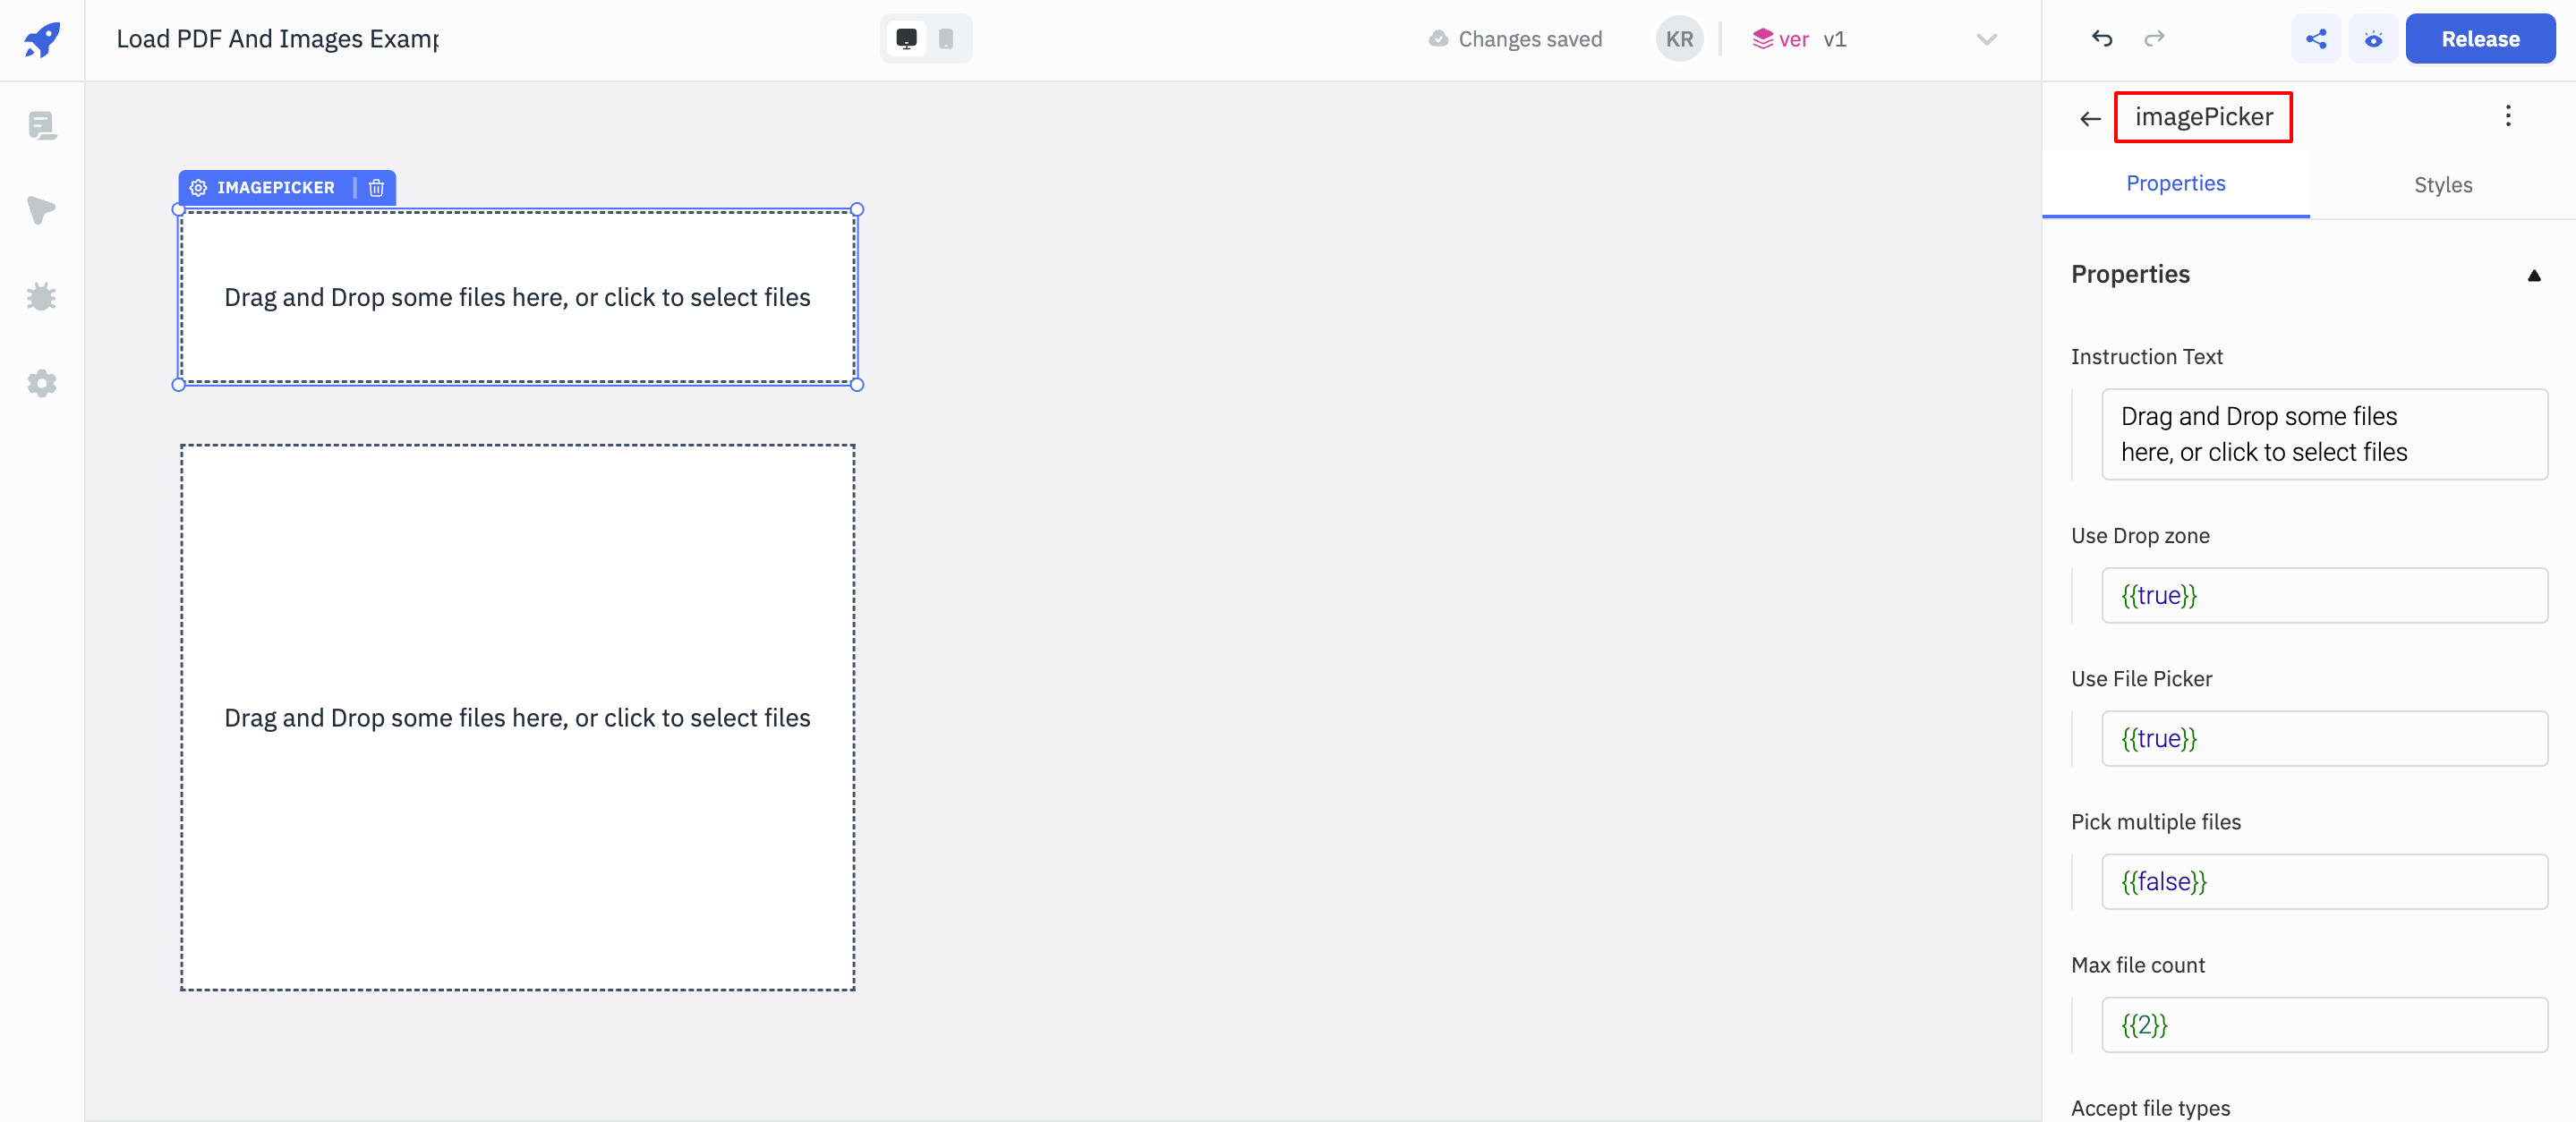 Load PDF And Images Examp
Changes saved
KR
ver v1
Release
imagePicker
Properties
Styles
IMAGEPICKER
Drag and Drop some files here, or click to select files
Drag and Drop some files here, or click to select files
Properties
Instruction Text
Drag and Drop some files
here, or click to select files
Use Drop zone
{{true}}
Use File Picker
{{true}}
Pick multiple files
{{false}}
Max file count
{{2}}
Accept file types